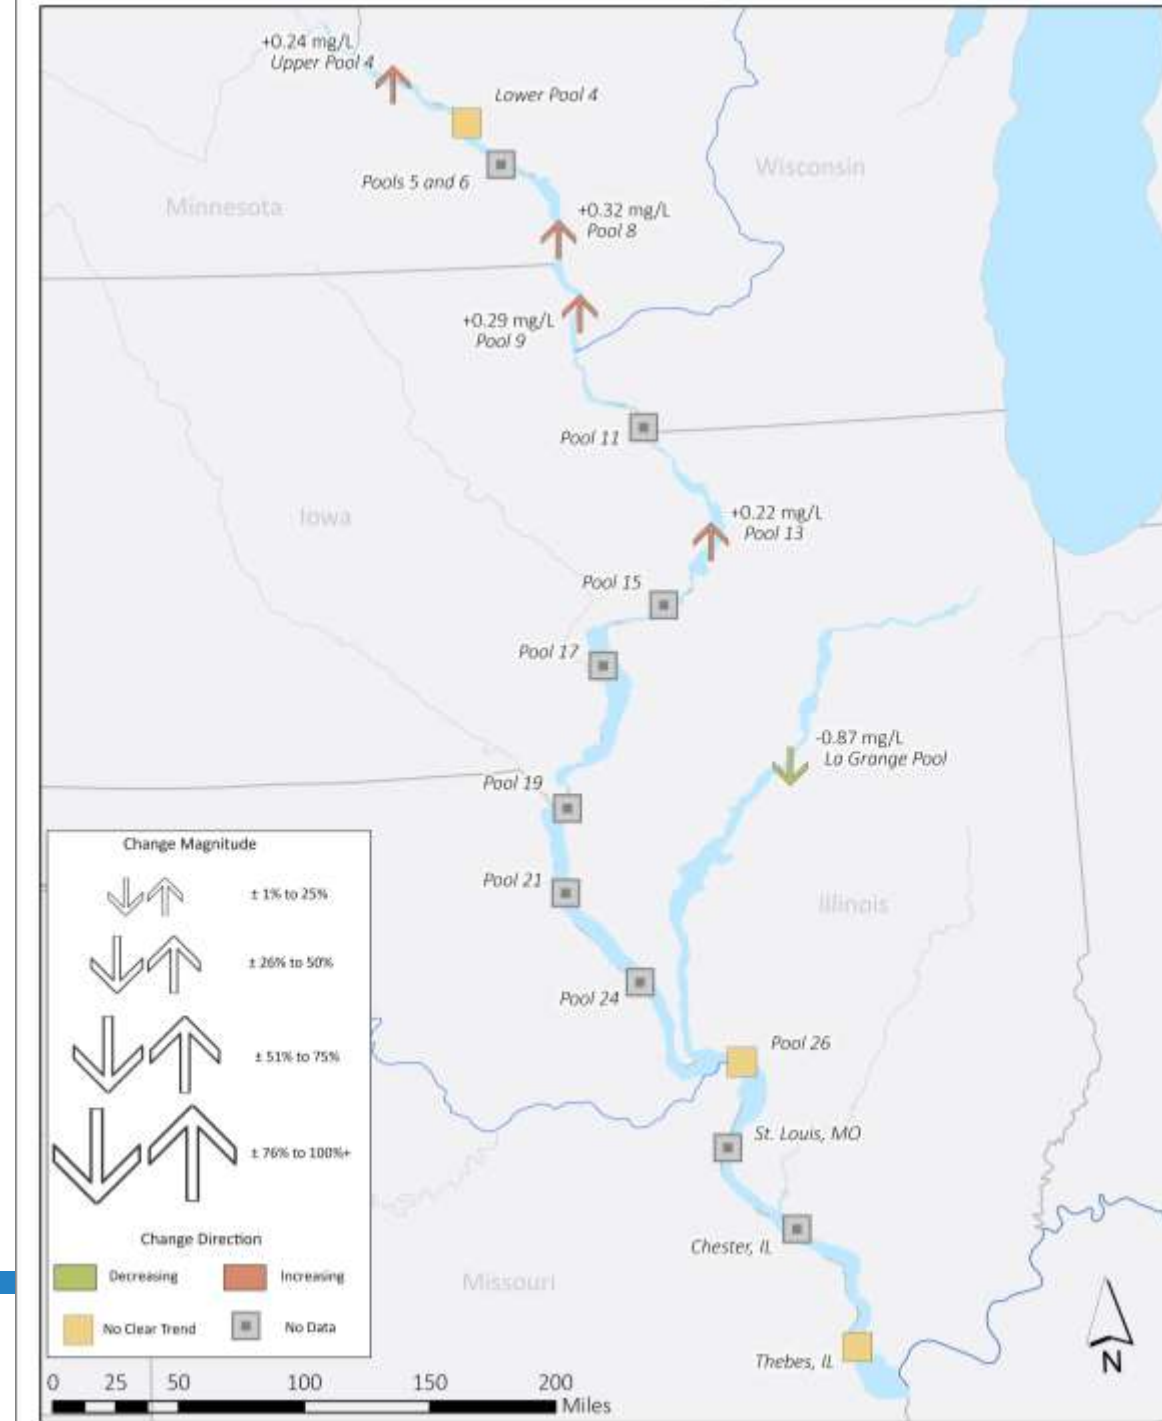 +0.24 mg/L
Upper Pool 4
Lower Pool 4
Wisconsin
Pools 5 and 6
Minnesota
+0.32 mg/L
Pool 8
+0.29 mg/L
Pool 9
Pool 11
Iowa
+0.22 mg/L
Pool 13
Pool 15
Pool 17
-0.87 mg/L
La Grange Pool
Pool 19
Pool 21
Illinois
Pool 24
Pool 26
St. Louis, MO
Chester, IL
Missouri
Thebes, IL
Change Magnitude
± 1% to 25%
± 26% to 50%
± 51% to 75%
± 76% to 100%+
Change Direction
Decreasing
Increasing
No Clear Trend
No Data
N
0 25 50 100 150 200
Miles